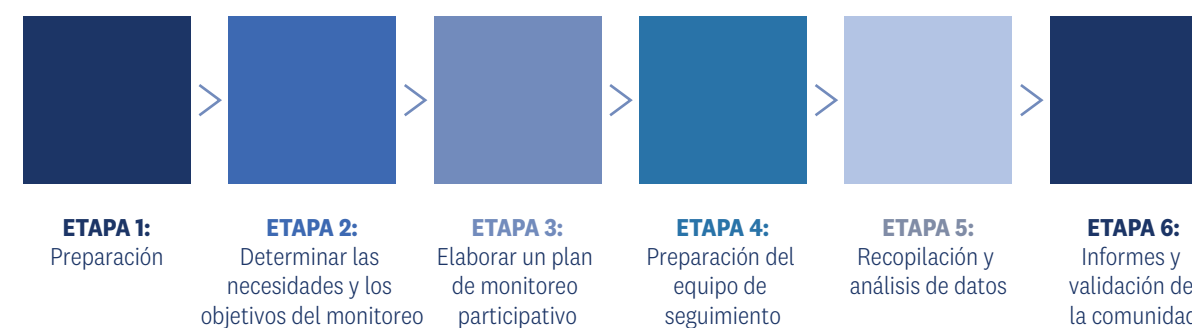 ETAPA 1:
Preparación
ETAPA 2:
Determinar las
necesidades y los
objetivos del monitoreo
ETAPA 3:
Elaborar un plan
de monitoreo
participativo
ETAPA 4:
Preparación del
equipo de
seguimiento
ETAPA 5:
Recopilación y
análisis de datos
ETAPA 6:
Informes y
validación de
la comunidad